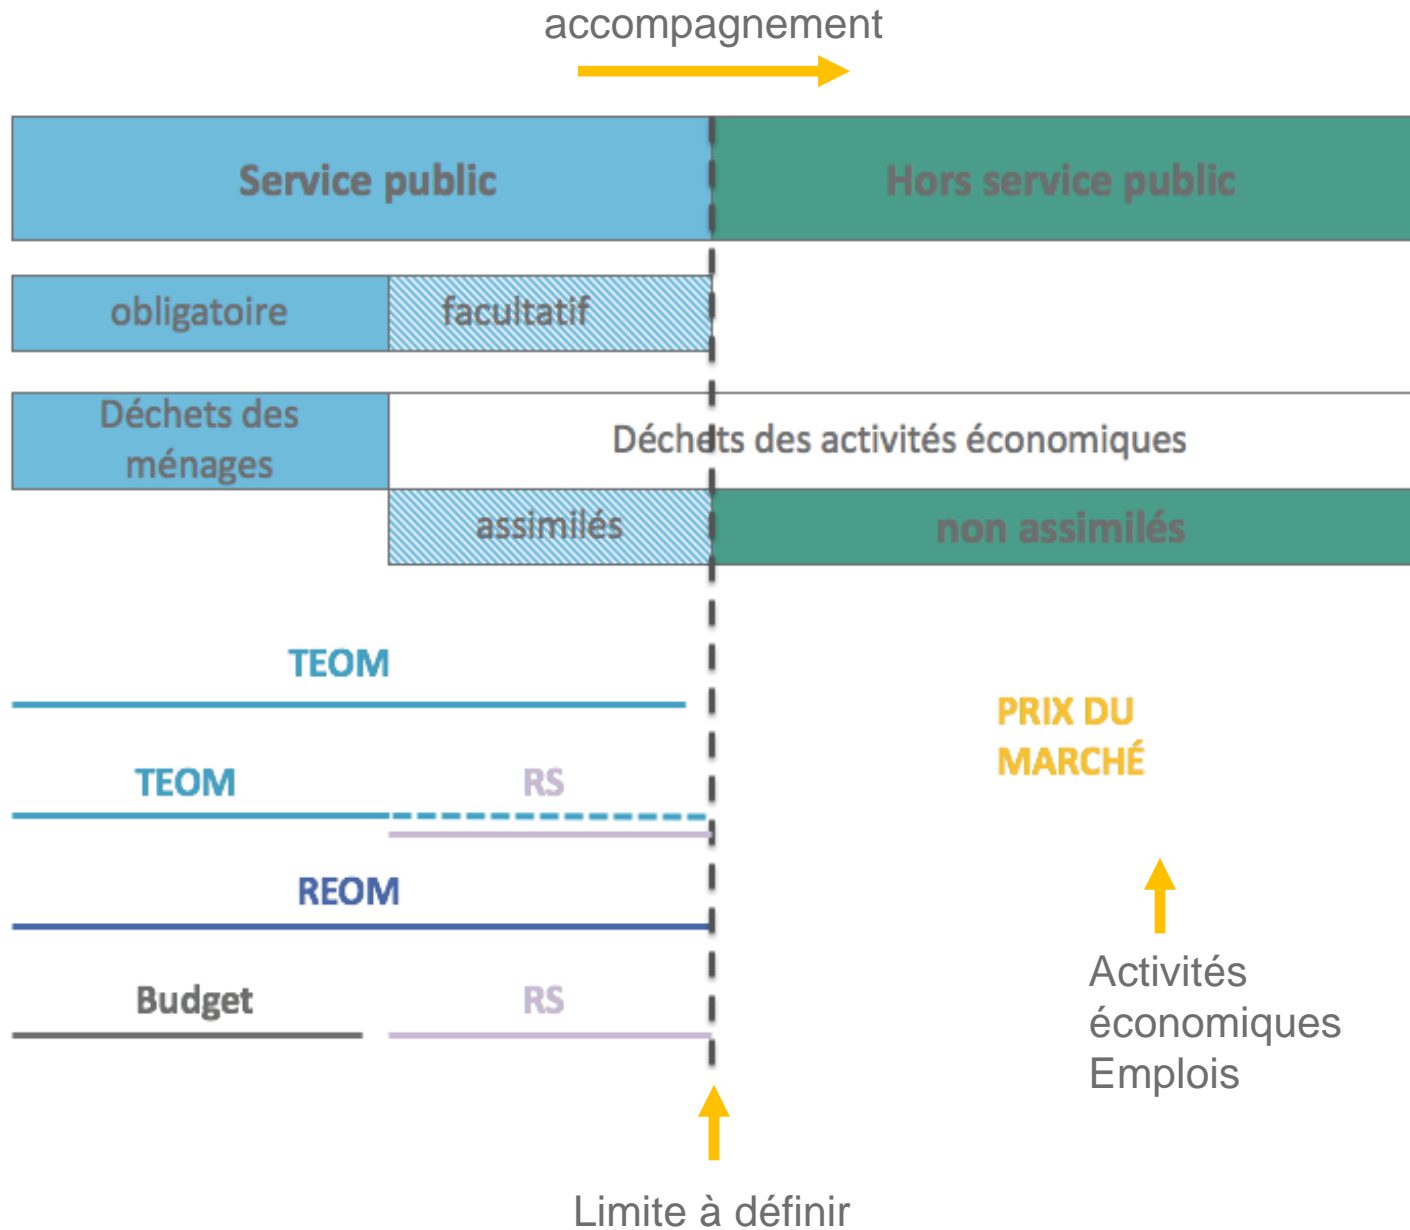 accompagnement
Service public
Hors service public
obligatoire
facultatif
Déchets des
ménages
Déchets des activités économiques
assimilés
non assimilés
TEOM
PRIX DU
MARCHÉ
TEOM
RS
REOM
Budget
RS
Activités
économiques
Emplois
Limite à définir